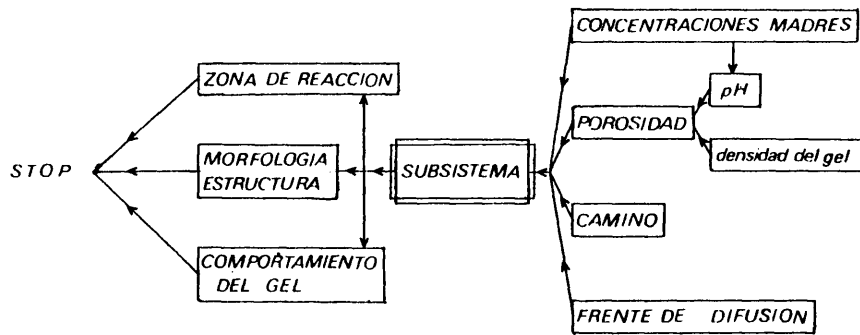 CONCENTRACIONES MADRES
ZONA DE REACCION
pH
POROSIDAD
STOP
MORFOLOGIA
ESTRUCTURA
SUBSISTEMA
densidad del gel
CAMINO
COMPORTAMIENTO
DEL GEL
FRENTE DE DIFUSION